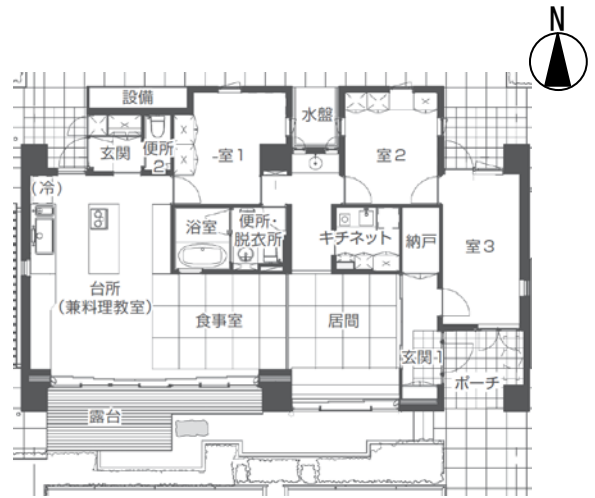 N
設備
水盤
玄関
便所
2
-室1
室2
(冷)
浴室
便所・
脱衣所
キチネット
納戸
室3
台所
(兼料理教室)
食事室
居間
玄関1
ポーチ
露台